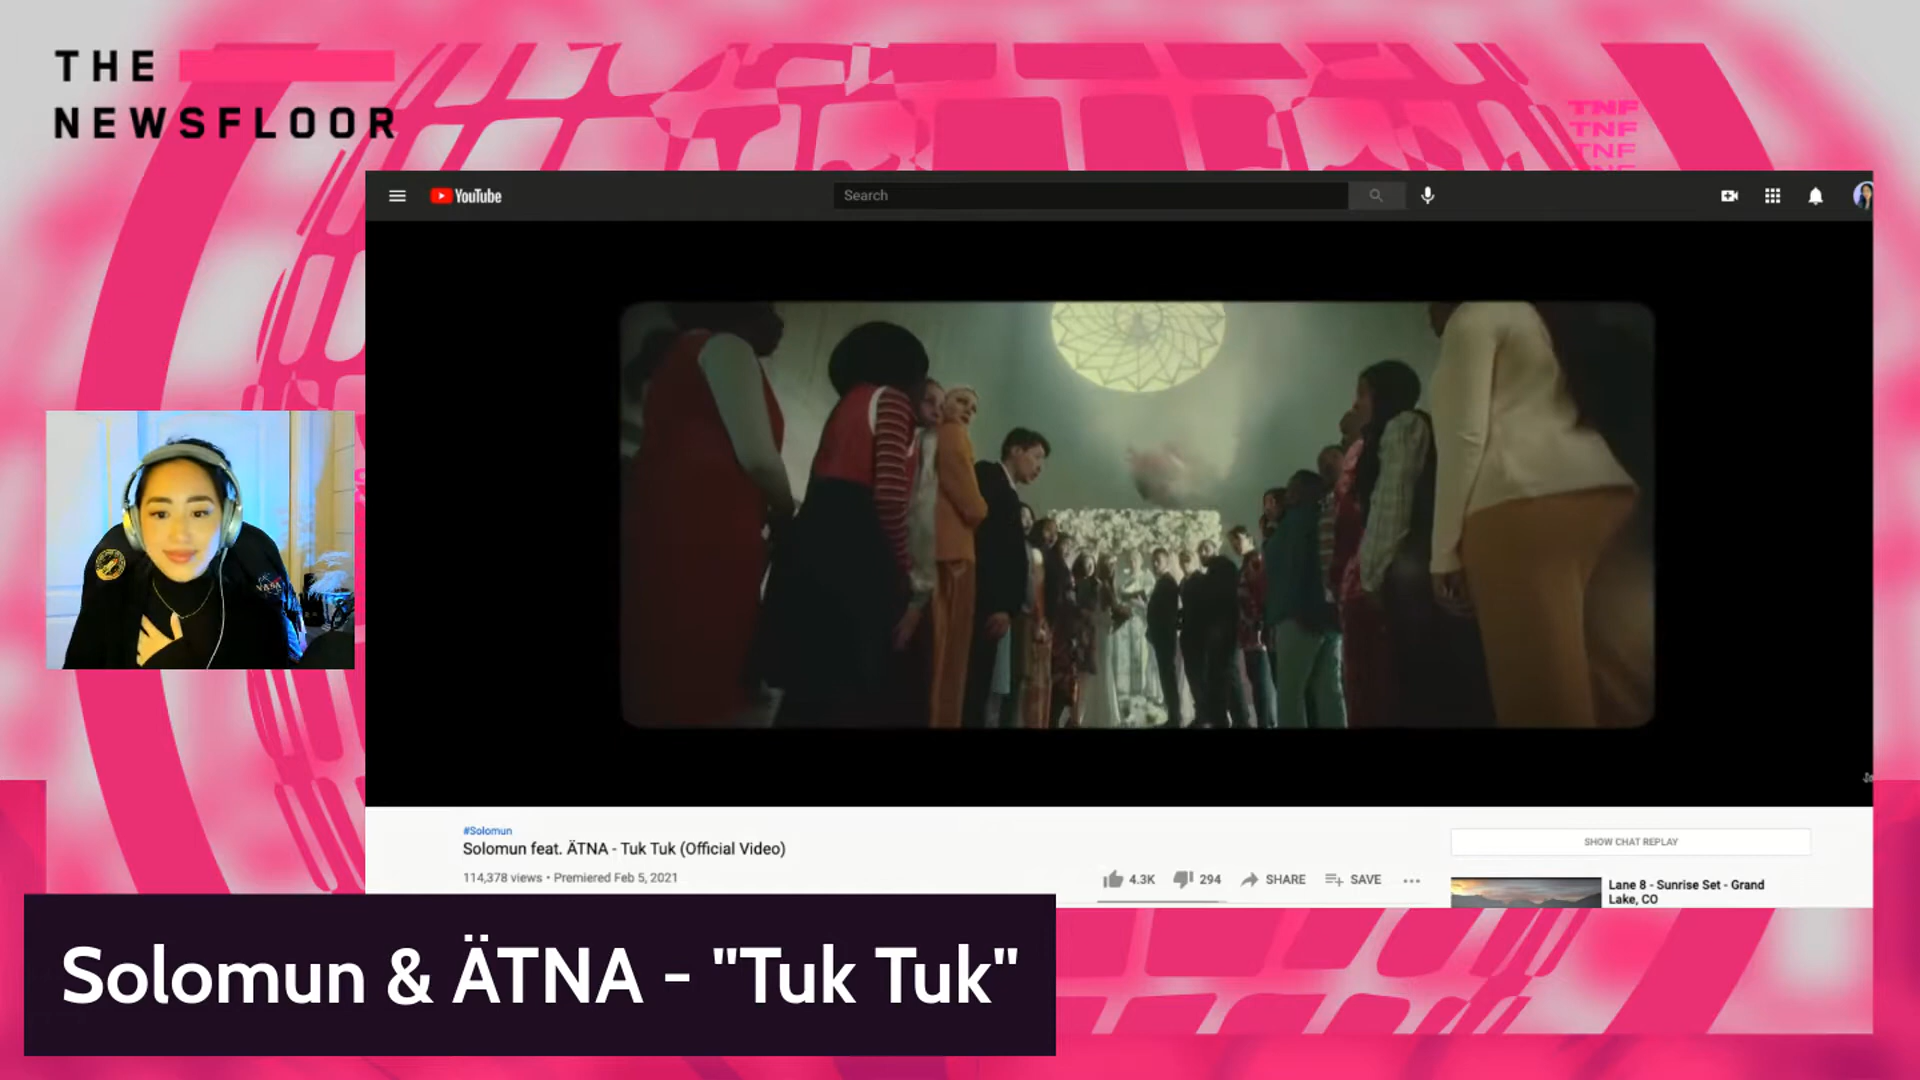 THE
NEWSFLOOR
TNF
TNF
TNF
YouTube
Search
NASA
#Solomun
Solomun feat. ÄTNA - Tuk Tuk (Official Video)
114,378 views • Premiered Feb 5, 2021
4.3K
294
SHARE
SAVE
SHOW CHAT REPLAY
Lane 8 - Sunrise Set - Grand
Lake, CO
Solomun & ÄTNA - "Tuk Tuk"